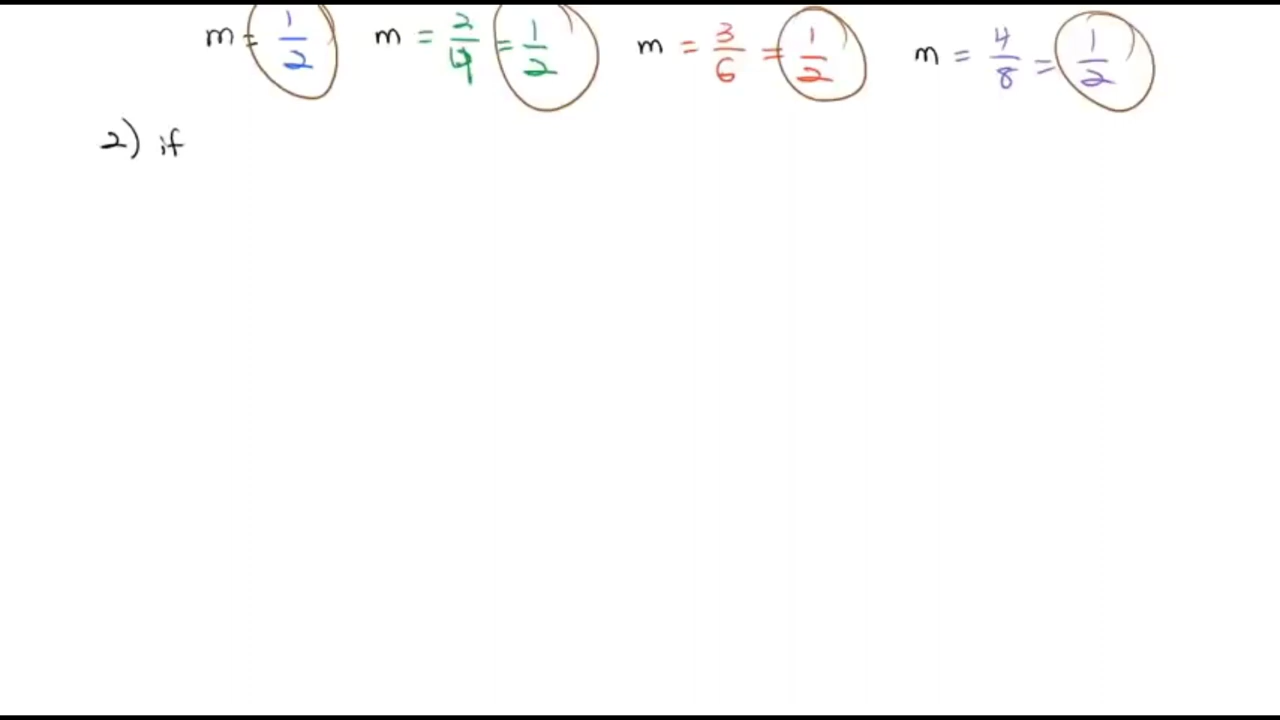 m = 1/2 m = 2/4 = 1/2 m = 3/6 = 1/2 m = 4/8 = 1/2
2) if